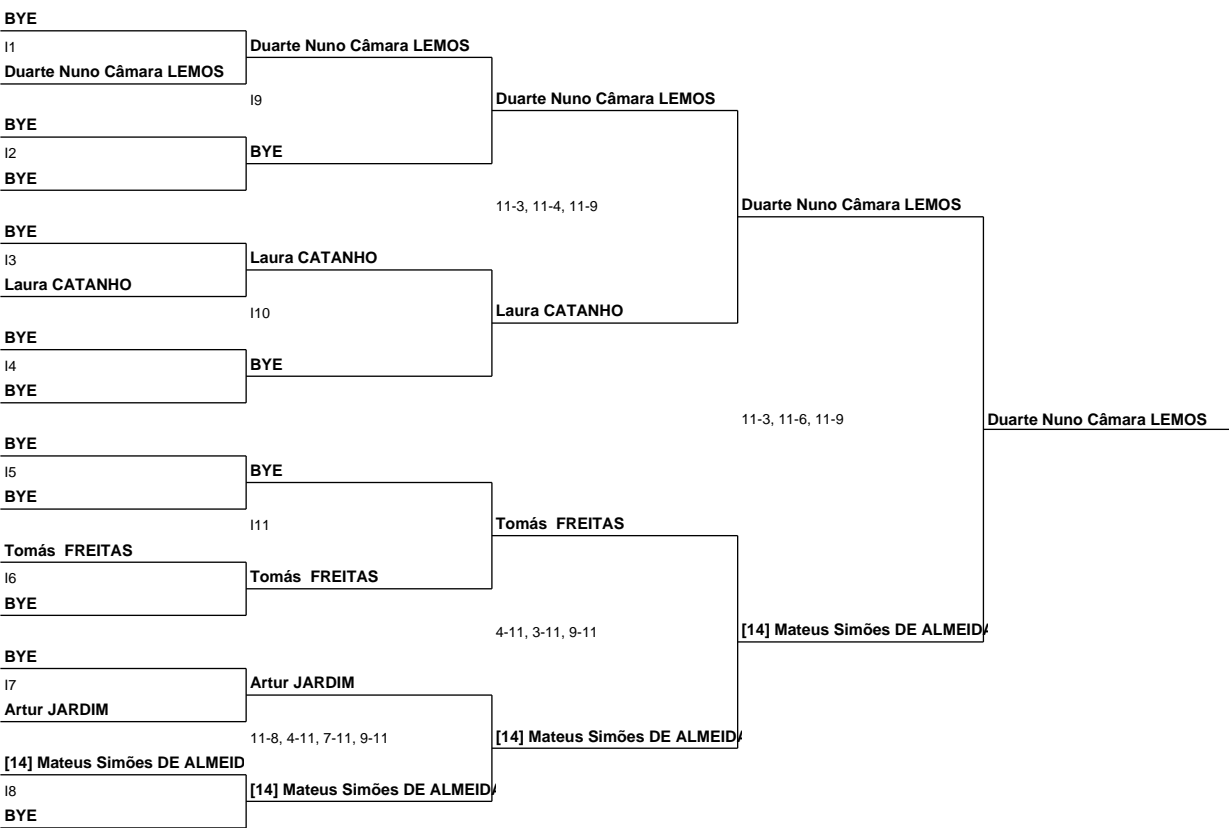 BYE
I1
Duarte Nuno Câmara LEMOS
BYE
I2
BYE
BYE
I3
Laura CATANHO
BYE
I4
BYE
BYE
I5
BYE
Tomás FREITAS
I6
BYE
BYE
I7
Artur JARDIM
[14] Mateus Simões DE ALMEID
I8
BYE
Duarte Nuno Câmara LEMOS
I9
BYE
Laura CATANHO
I10
BYE
BYE
I11
Tomás FREITAS
Artur JARDIM
11-8, 4-11, 7-11, 9-11
[14] Mateus Simões DE ALMEIDA
Duarte Nuno Câmara LEMOS
11-3, 11-4, 11-9
Laura CATANHO
Tomás FREITAS
4-11, 3-11, 9-11
[14] Mateus Simões DE ALMEIDA
Duarte Nuno Câmara LEMOS
11-3, 11-6, 11-9
[14] Mateus Simões DE ALMEIDA
Duarte Nuno Câmara LEMOS